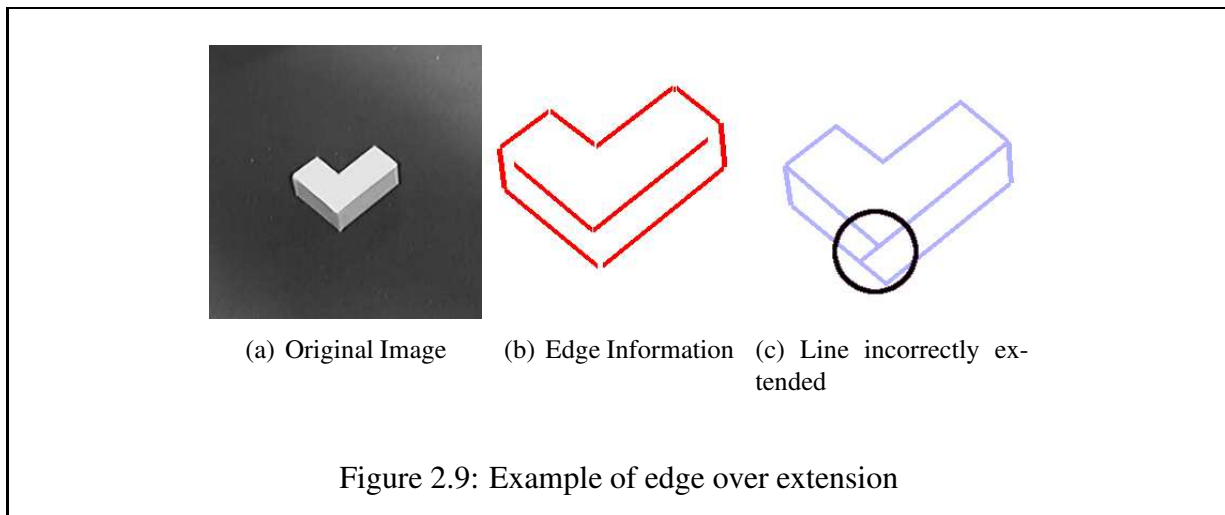 (a) Original Image
(b) Edge Information
(c) Line incorrectly ex-
tended
Figure 2.9: Example of edge over extension